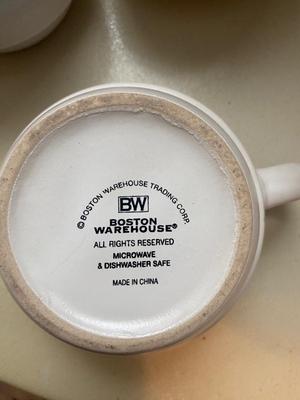 © BOSTON WAREHOUSE TRADING CORP.
BW
BOSTON
WAREHOUSE®
ALL RIGHTS RESERVED
MICROWAVE
& DISHWASHER SAFE
MADE IN CHINA